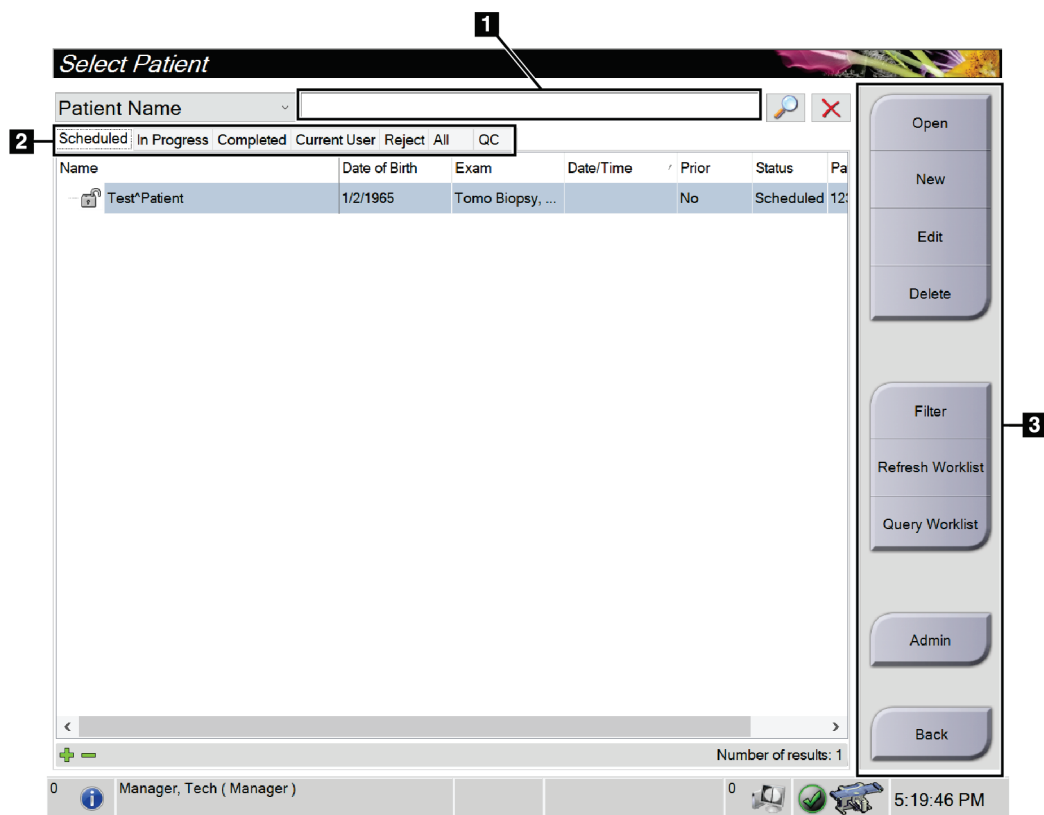 1
Select Patient
Patient Name
2
Scheduled In Progress Completed Current User Reject All QC
Name Date of Birth Exam Date/Time Prior Status Pa
Test^Patient 1/2/1965 Tomo Biopsy, ... No Scheduled 123
Open
New
Edit
Delete
Filter
3
Refresh Worklist
Query Worklist
Admin
Back
Number of results: 1
0 Manager, Tech ( Manager ) 0 5:19:46 PM